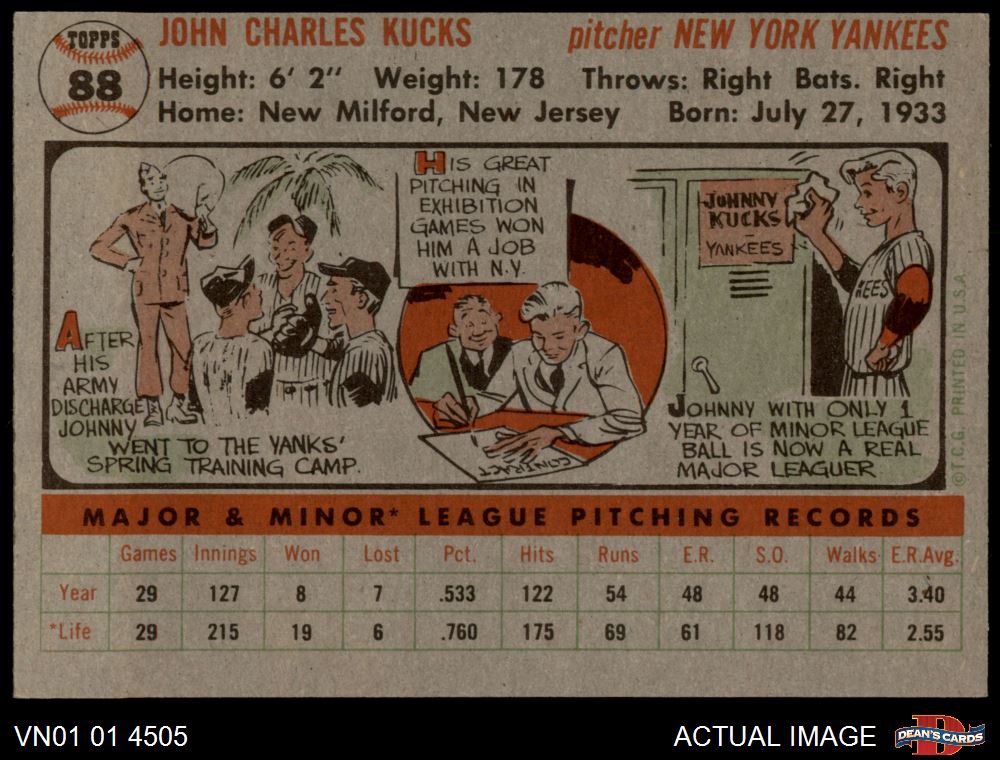 TOPPS
88
JOHN CHARLES KUCKS pitcher NEW YORK YANKEES
Height: 6' 2" Weight: 178 Throws: Right Bats. Right
Home: New Milford, New Jersey Born: July 27, 1933
AFTER
HIS
ARMY
DISCHARGE
JOHNNY
WENT TO THE YANKS'
SPRING TRAINING CAMP.
HIS GREAT
PITCHING IN
EXHIBITION
GAMES WON
HIM A JOB
WITH N.Y.
CONTRACT
JOHNNY
KUCKS
-
YANKEES
KEES
JOHNNY WITH ONLY 1
YEAR OF MINOR LEAGUE
BALL IS NOW A REAL
MAJOR LEAGUER
© T.C.G. PRINTED IN U.S.A.
MAJOR & MINOR* LEAGUE PITCHING RECORDS
Games Innings Won Lost Pct. Hits Runs E.R. S.O. Walks E.R.Avg.
Year 29 127 8 7 .533 122 54 48 48 44 3.40
*Life 29 215 19 6 .760 175 69 61 118 82 2.55
VN01 01 4505
ACTUAL IMAGE
D
DEAN'S CARDS